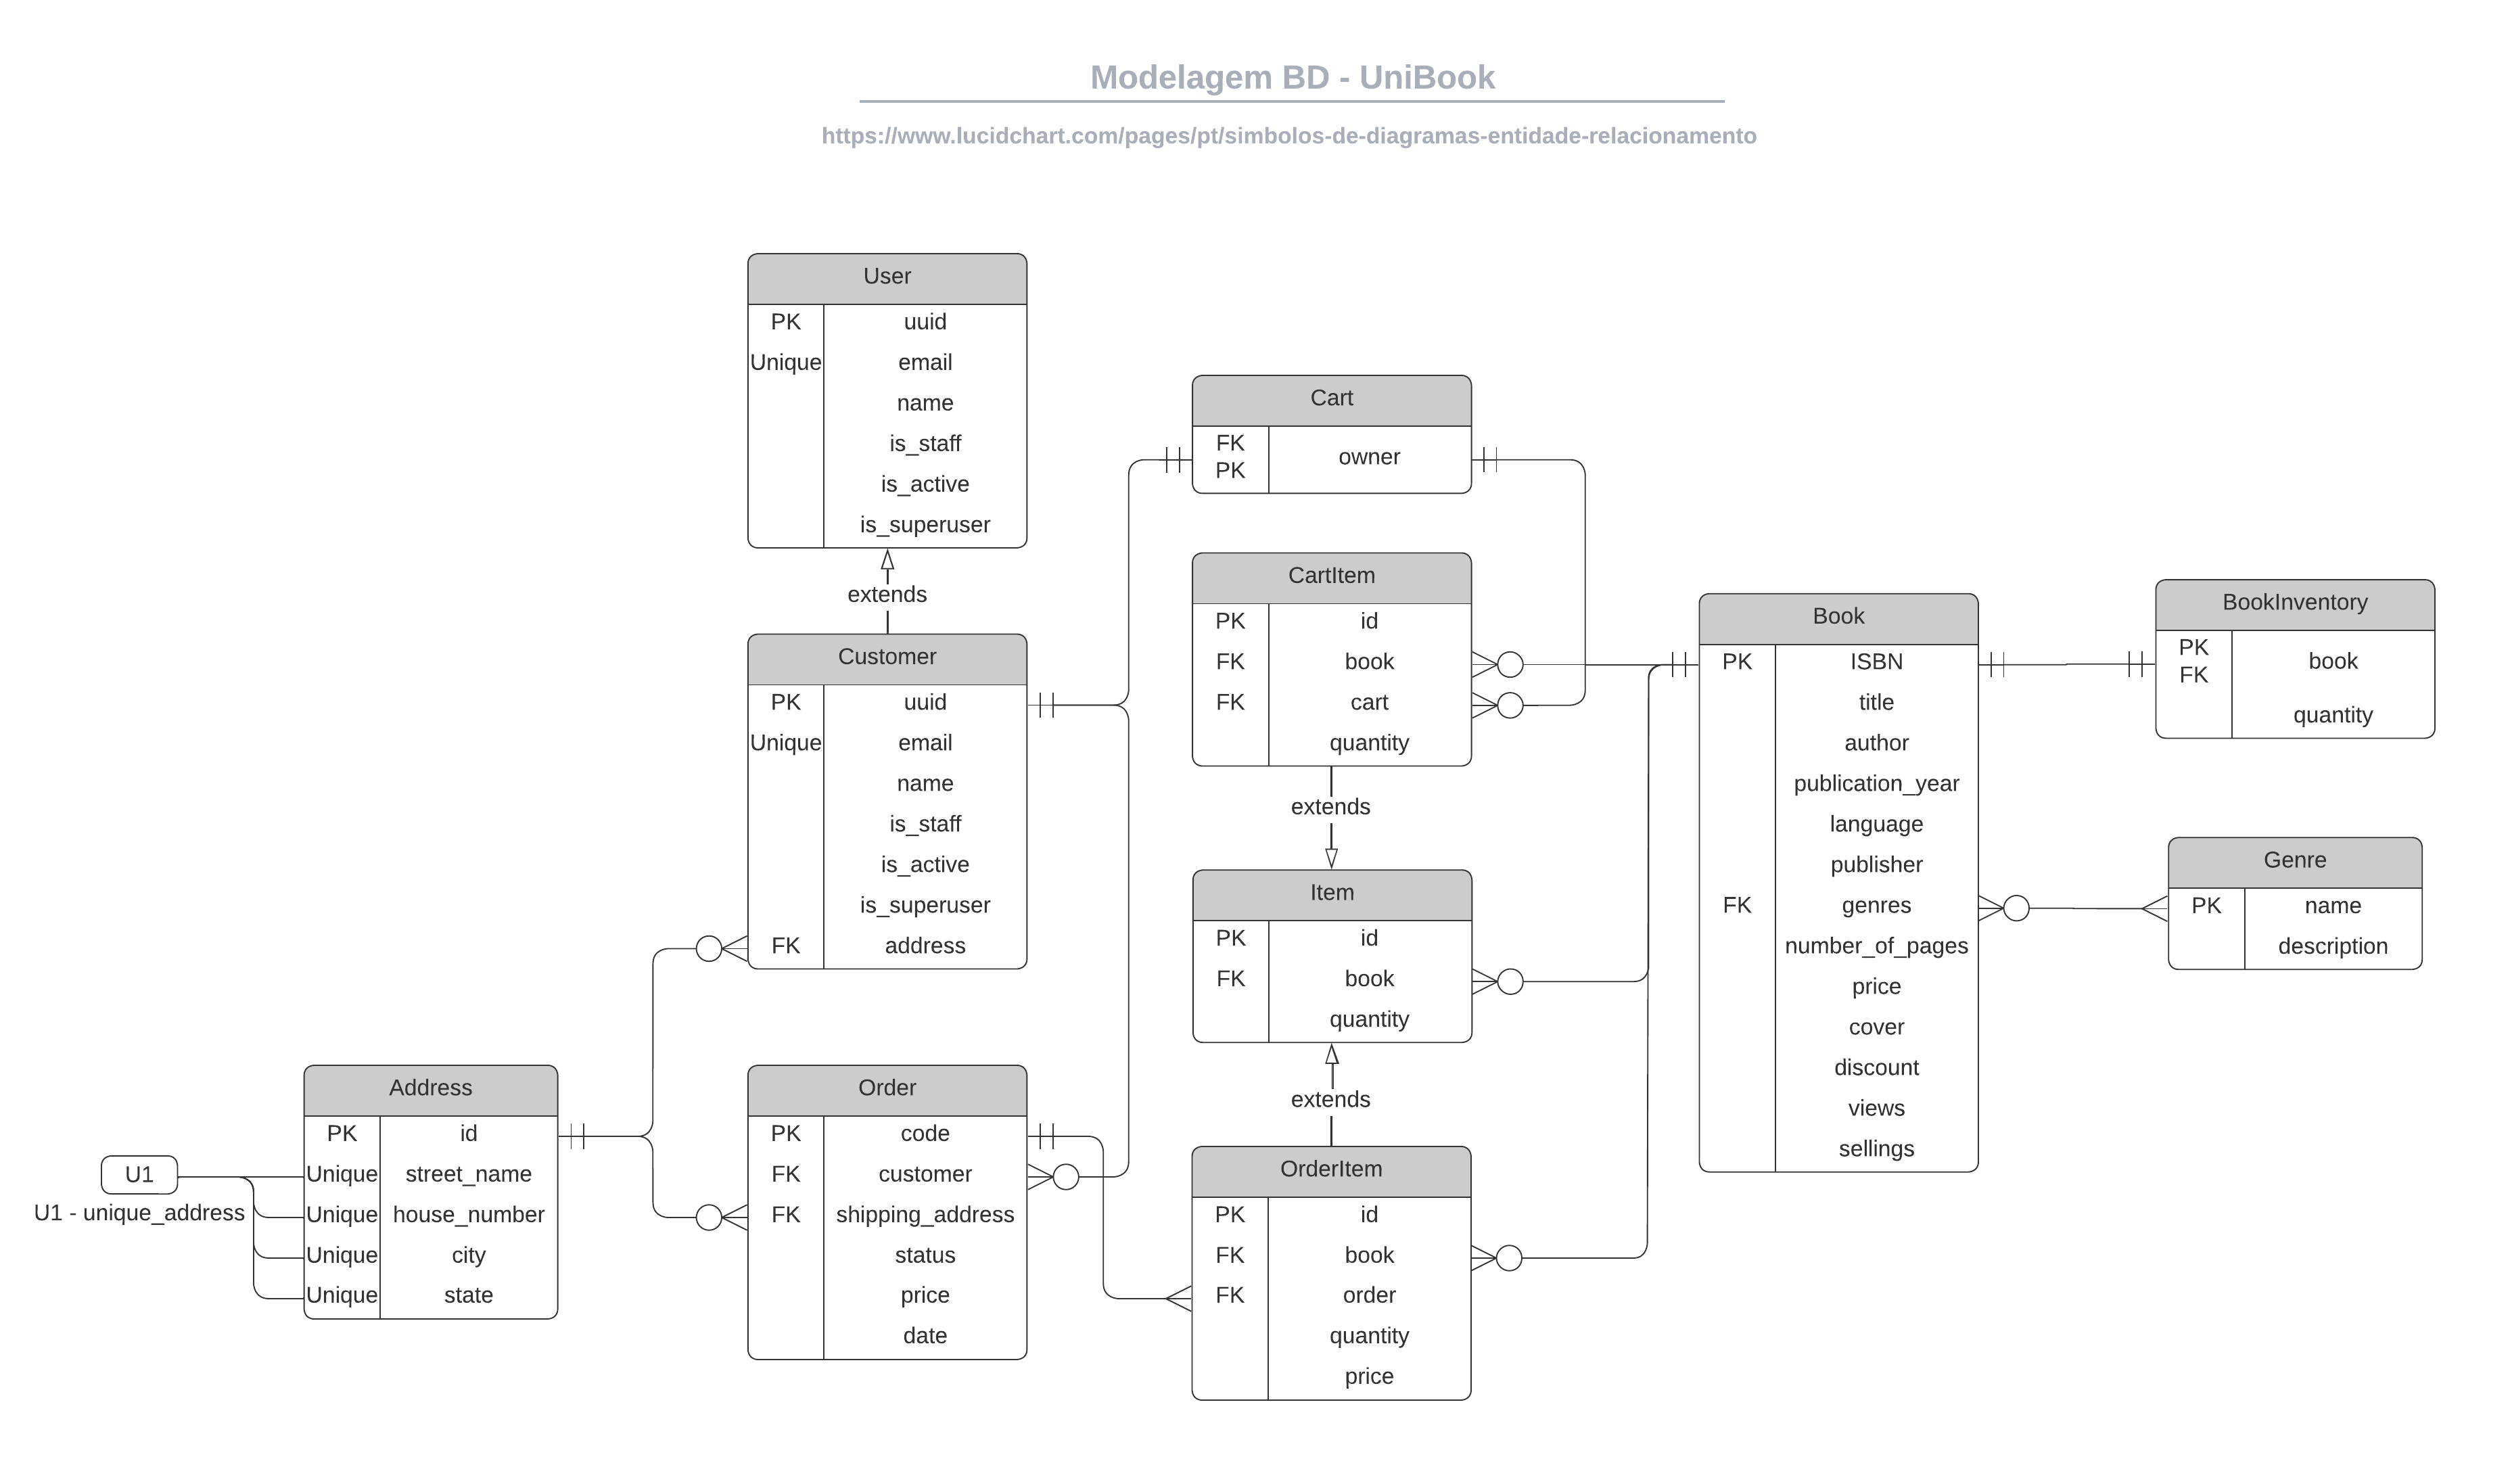 Modelagem BD - UniBook
https://www.lucidchart.com/pages/pt/simbolos-de-diagramas-entidade-relacionamento
User
PK uuid
Unique email
name
is_staff
is_active
is_superuser
extends
Customer
PK uuid
Unique email
name
is_staff
is_active
is_superuser
FK address
Address
PK id
Unique street_name
Unique house_number
Unique city
Unique state
U1
U1 - unique_address
Order
PK code
FK customer
FK shipping_address
status
price
date
Cart
FK
PK
owner
CartItem
PK id
FK book
FK cart
quantity
extends
Item
PK id
FK book
quantity
extends
OrderItem
PK id
FK book
FK order
quantity
price
Book
PK ISBN
title
author
publication_year
language
publisher
FK genres
number_of_pages
price
cover
discount
views
sellings
BookInventory
PK
FK
book
quantity
Genre
PK name
description